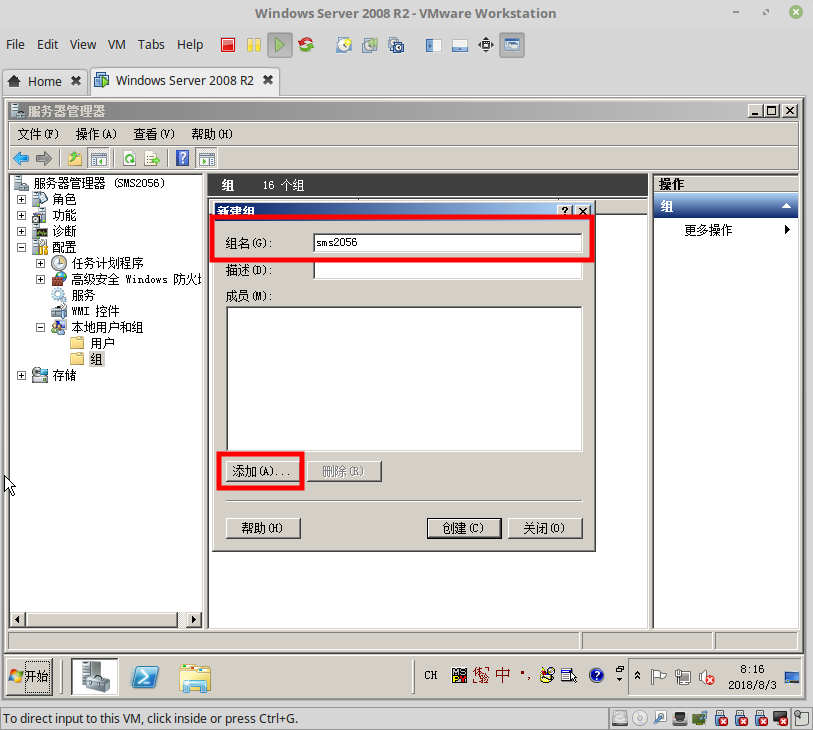 Windows Server 2008 R2 - VMware Workstation
File Edit View VM Tabs Help
Home Windows Server 2008 R2
服务器管理器
文件(F) 操作(A) 查看(V) 帮助(H)
服务器管理器 (SMS2056)
角色
功能
诊断
配置
任务计划程序
高级安全 Windows 防火
服务
WMI 控件
本地用户和组
用户
组
存储
组 16 个组
新建组
组名(G): sms2056
描述(D):
成员(M):
添加(A)... 删除(R)
帮助(H) 创建(C) 关闭(O)
操作
组
更多操作
开始
CH
中
8:16
2018/8/3
To direct input to this VM, click inside or press Ctrl+G.